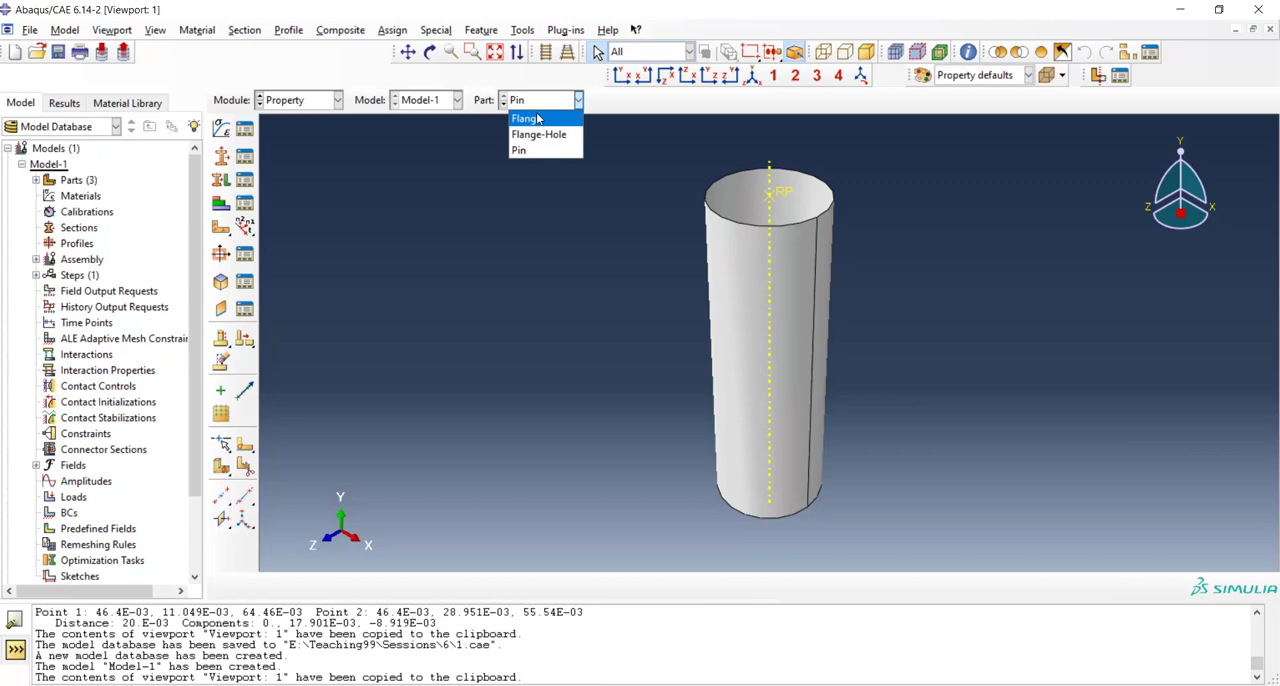 Abaqus/CAE 6.14-2 [Viewport: 1]
File Model Viewport View Material Section Profile Composite Assign Special Feature Tools Plug-ins Help
All
1 2 3 4 Property defaults
Model Results Material Library Module: Property Model: Model-1 Part: Pin
Flange
Flange-Hole
Pin
Model Database
Models (1)
Model-1
Parts (3)
Materials
Calibrations
Sections
Profiles
Assembly
Steps (1)
Field Output Requests
History Output Requests
Time Points
ALE Adaptive Mesh Constrain
Interactions
Interaction Properties
Contact Controls
Contact Initializations
Contact Stabilizations
Constraints
Connector Sections
Fields
Amplitudes
Loads
BCs
Predefined Fields
Remeshing Rules
Optimization Tasks
Sketches
RP
Y
Z X
Y
Z X
SIMULIA
Point 1: 46.4E-03, 11.049E-03, 64.46E-03 Point 2: 46.4E-03, 28.951E-03, 55.54E-03
Distance: 20.E-03 Components: 0., 17.901E-03, -8.919E-03
The contents of viewport "Viewport: 1" have been copied to the clipboard.
The model database has been saved to "E:\Teaching99\Sessions\6\1.cae".
A new model database has been created.
The model "Model-1" has been created.
The contents of viewport "Viewport: 1" have been copied to the clipboard.